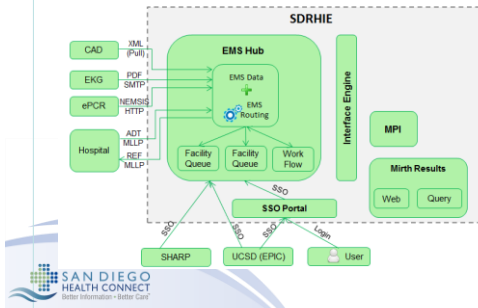 SDRHIE
CAD
XML
(Pull)
EKG
PDF
SMTP
ePCR
NEMSIS
HTTP
Hospital
ADT
MLLP
REF
MLLP
EMS Hub
EMS Data
EMS
Routing
Facility
Queue
Facility
Queue
Work
Flow
Interface Engine
MPI
Mirth Results
Web
Query
SSO
SSO Portal
SSO
SSO
SSO
Login
SHARP
UCSD (EPIC)
User
SAN DIEGO
HEALTH CONNECT
Better Information • Better Care